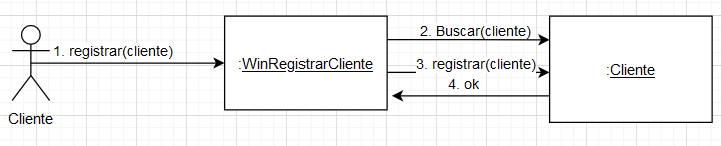 1. registrar(cliente)
Cliente
:WinRegistrarCliente
2. Buscar(cliente)
3. registrar(cliente)
4. ok
:Cliente